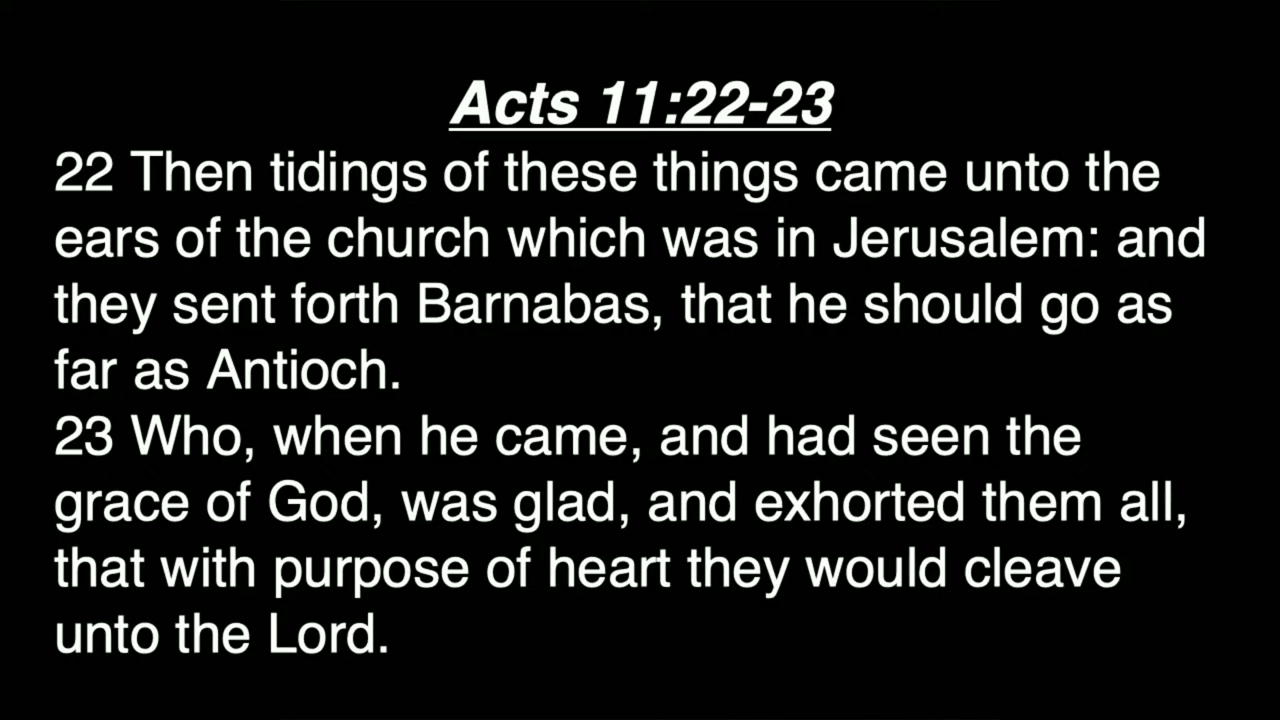 Acts 11:22-23
22 Then tidings of these things came unto the
ears of the church which was in Jerusalem: and
they sent forth Barnabas, that he should go as
far as Antioch.
23 Who, when he came, and had seen the
grace of God, was glad, and exhorted them all,
that with purpose of heart they would cleave
unto the Lord.